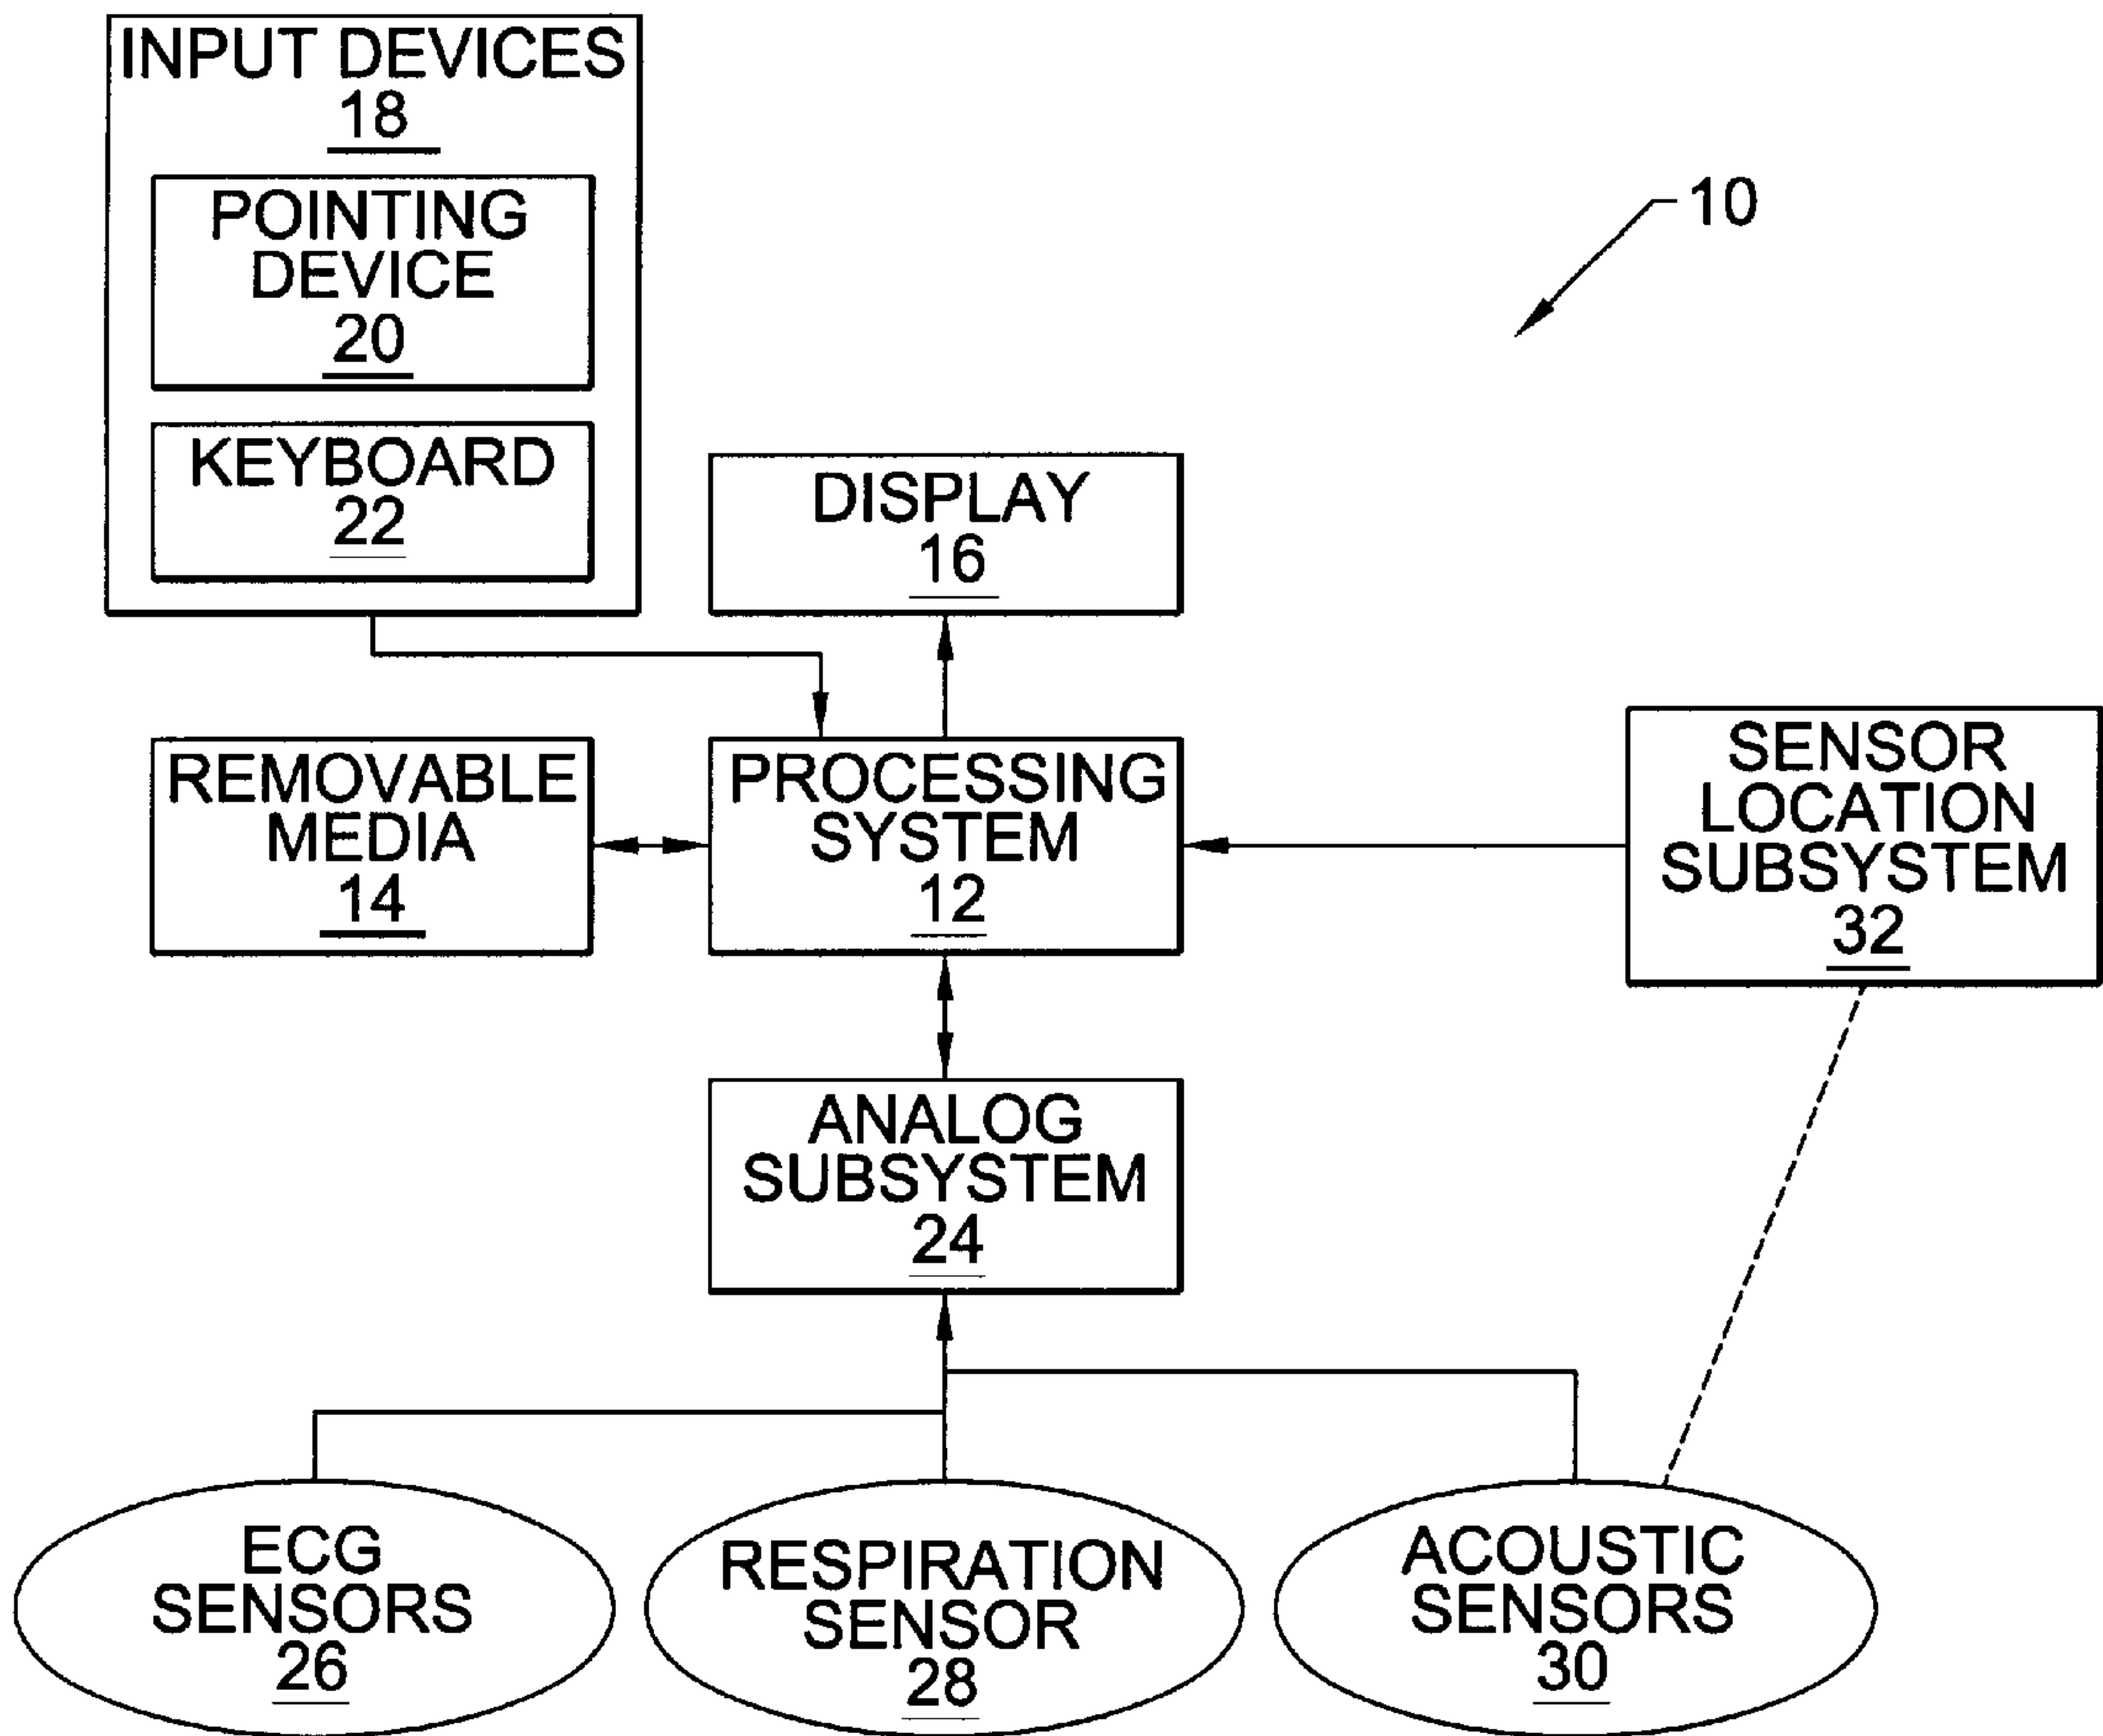 INPUT DEVICES
18
POINTING
DEVICE
20
KEYBOARD
22
10
DISPLAY
16
REMOVABLE
MEDIA
14
PROCESSING
SYSTEM
12
SENSOR
LOCATION
SUBSYSTEM
32
ANALOG
SUBSYSTEM
24
ECG
SENSORS
26
RESPIRATION
SENSOR
28
ACOUSTIC
SENSORS
30